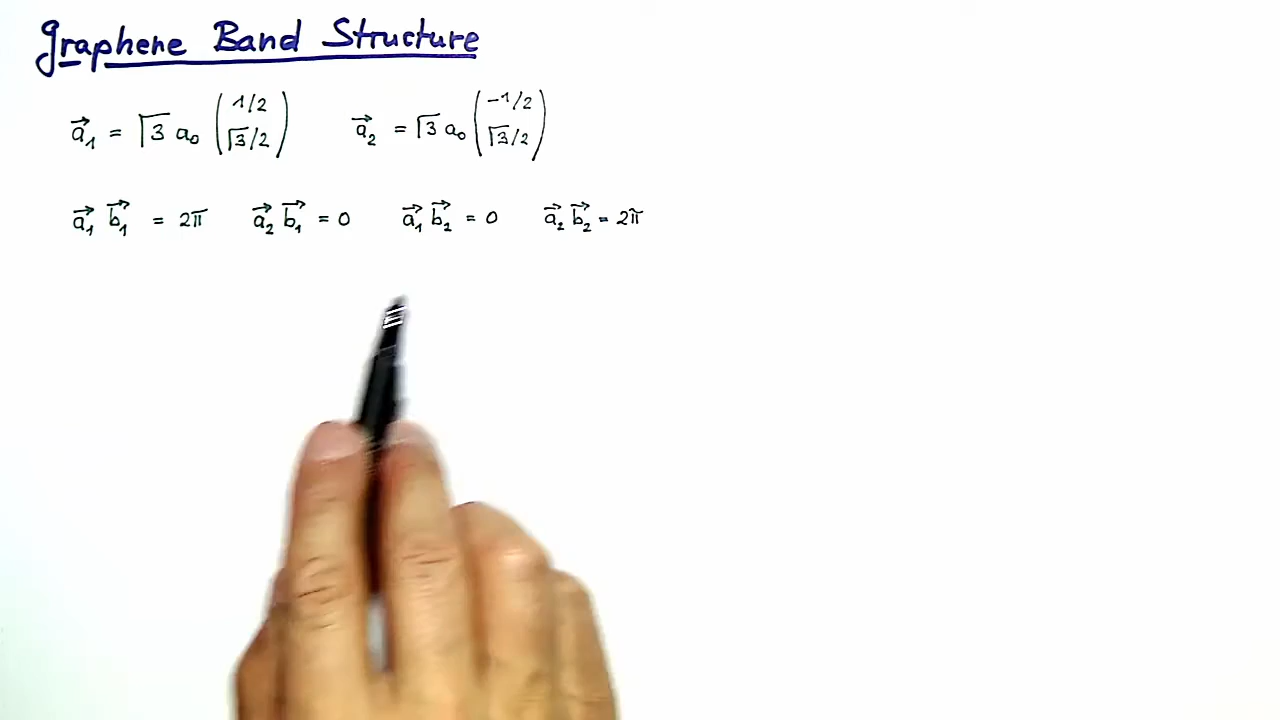 Graphene Band Structure
a⃗₁ = √3 a₀ (1/2 √3/2) a⃗₂ = √3 a₀ (-1/2 √3/2)
a⃗₁ b⃗₁ = 2π a⃗₂ b⃗₁ = 0 a⃗₁ b⃗₂ = 0 a⃗₂ b⃗₂ = 2π